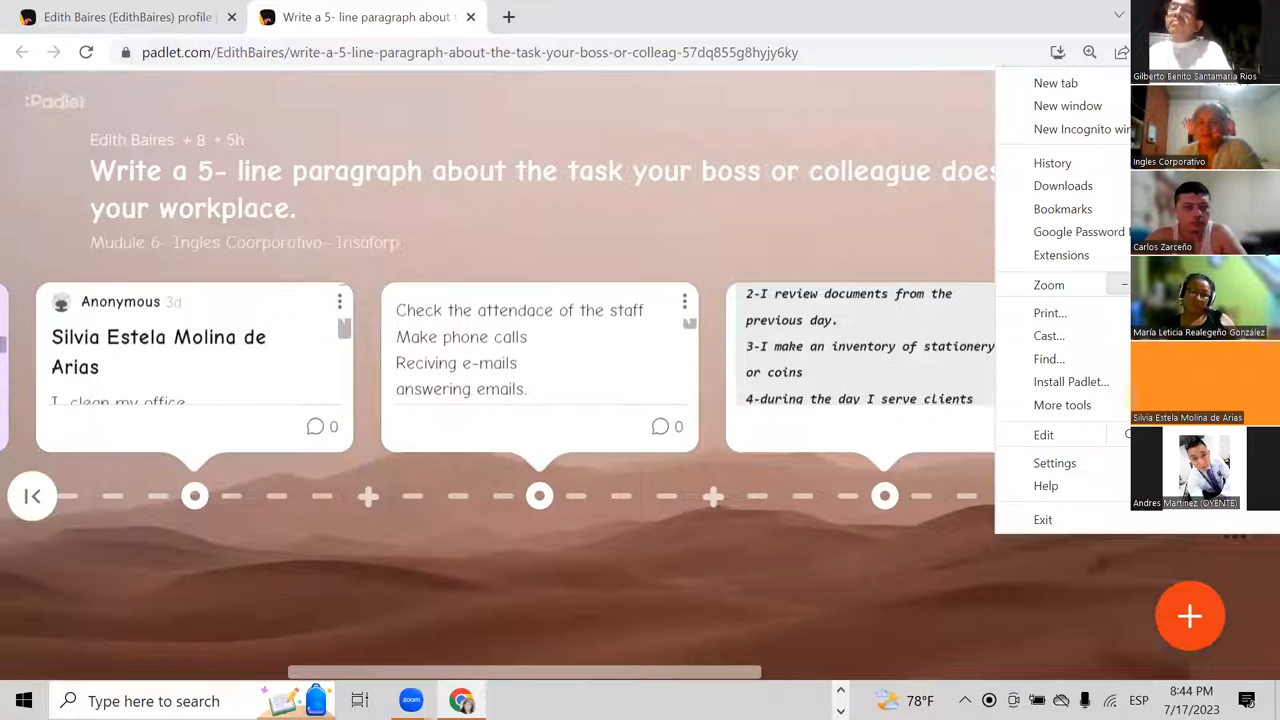 Edith Baires (EdithBaires) profile
Write a 5- line paragraph about t
padlet.com/EdithBaires/write-a-5-line-paragraph-about-the-task-your-boss-or-colleag-57dq855g8hyjy6ky
:Padlet
Edith Baires + 8 • 5h
Write a 5- line paragraph about the task your boss or colleague does
your workplace.
Mudule 6- Ingles Coorporativo- Insaforp
Anonymous 3d
Silvia Estela Molina de
Arias
I clean my office
0
Check the attendace of the staff
Make phone calls
Reciving e-mails
answering emails.
0
2-I review documents from the
previous day.
3-I make an inventory of stationery
or coins
4-during the day I serve clients
New tab
New window
New Incognito win
History
Downloads
Bookmarks
Google Password
Extensions
Zoom
Print...
Cast...
Find...
Install Padlet...
More tools
Edit
Settings
Help
Exit
Gilberto Benito Santamaria Rios
Ingles Corporativo
Carlos Zarceño
María Leticia Realegeño González
Silvia Estela Molina de Arias
Andres Martinez (OYENTE)
Type here to search
zoom
78°F
ESP
8:44 PM
7/17/2023